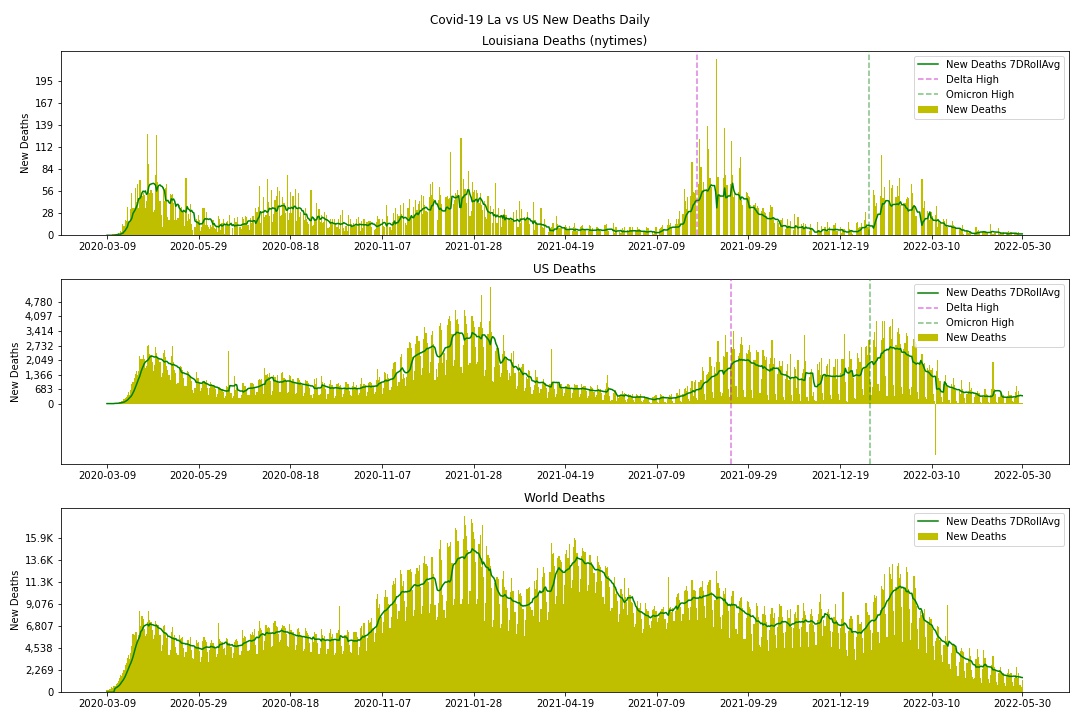 Covid-19 La vs US New Deaths Daily
Louisiana Deaths (nytimes)
New Deaths
195
167
139
112
84
56
28
0
New Deaths 7DRollAvg
Delta High
Omicron High
New Deaths
2020-03-09 2020-05-29 2020-08-18 2020-11-07 2021-01-28 2021-04-19 2021-07-09 2021-09-29 2021-12-19 2022-03-10 2022-05-30
US Deaths
New Deaths
4,780
4,097
3,414
2,732
2,049
1,366
683
0
New Deaths 7DRollAvg
Delta High
Omicron High
New Deaths
2020-03-09 2020-05-29 2020-08-18 2020-11-07 2021-01-28 2021-04-19 2021-07-09 2021-09-29 2021-12-19 2022-03-10 2022-05-30
World Deaths
New Deaths
15.9K
13.6K
11.3K
9,076
6,807
4,538
2,269
0
New Deaths 7DRollAvg
New Deaths
2020-03-09 2020-05-29 2020-08-18 2020-11-07 2021-01-28 2021-04-19 2021-07-09 2021-09-29 2021-12-19 2022-03-10 2022-05-30